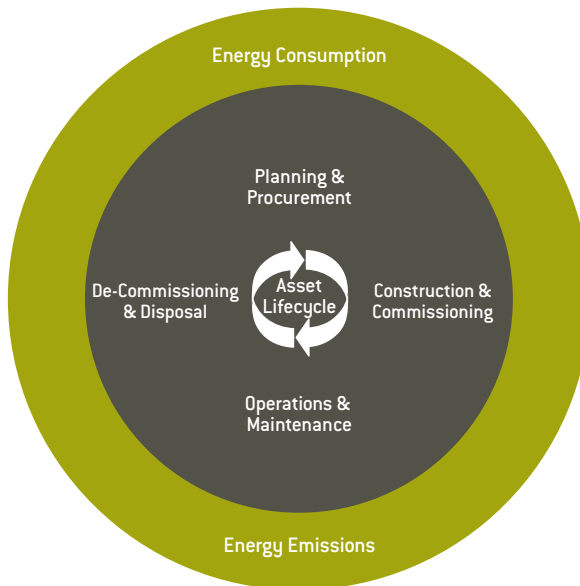 Energy Consumption
Planning &
Procurement
De-Commissioning
& Disposal
Asset
Lifecycle
Construction &
Commissioning
Operations &
Maintenance
Energy Emissions